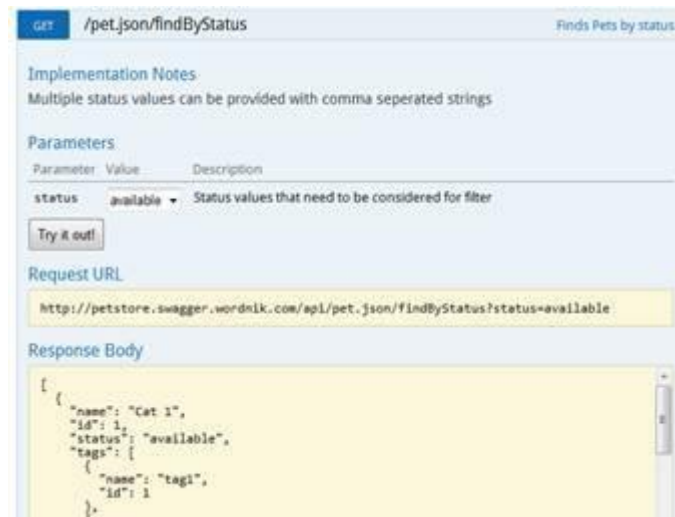 GET /pet.json/findByStatus Finds Pets by status
Implementation Notes
Multiple status values can be provided with comma seperated strings
Parameters
Parameter Value Description
status available Status values that need to be considered for filter
Try it out!
Request URL
http://petstore.swagger.wordnik.com/api/pet.json/findByStatus?status=available
Response Body
[
{
"name": "Cat 1",
"id": 1,
"status": "available",
"tags": [
{
"name": "tag1",
"id": 1
},